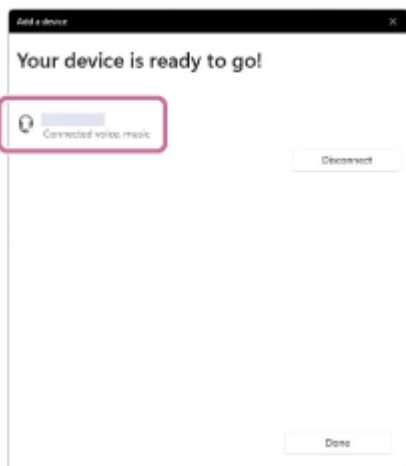 Add a device
Your device is ready to go!
Connected voice, music
Disconnect
Done